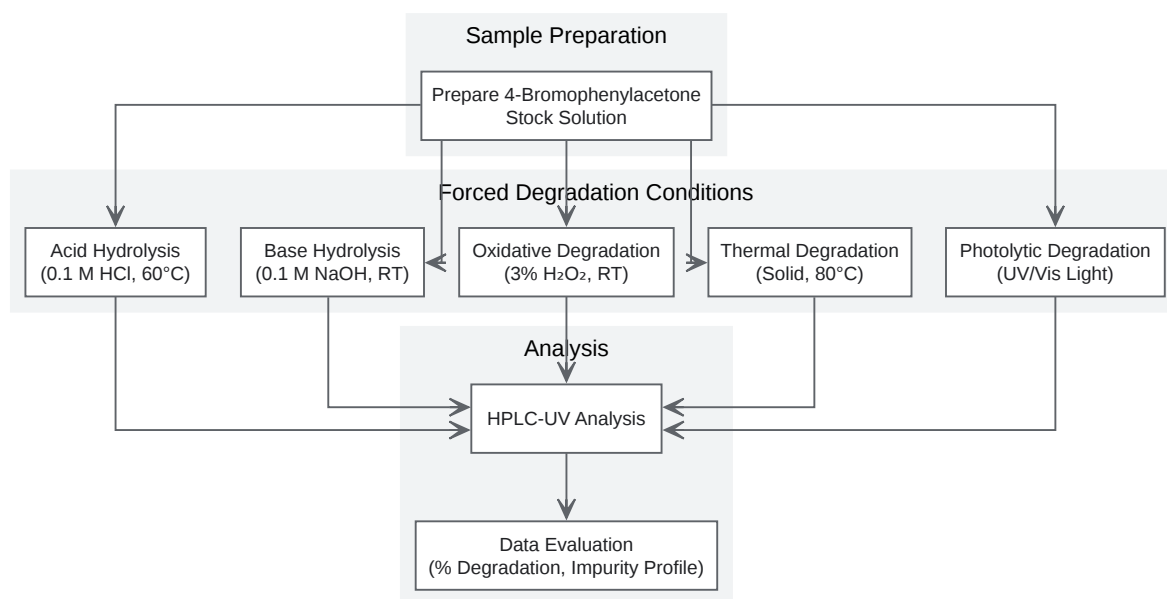 Sample Preparation
Prepare 4-Bromophenylacetone
Stock Solution
Forced Degradation Conditions
Acid Hydrolysis
(0.1 M HCl, 60°C)
Base Hydrolysis
(0.1 M NaOH, RT)
Oxidative Degradation
(3% H₂O₂, RT)
Thermal Degradation
(Solid, 80°C)
Photolytic Degradation
(UV/Vis Light)
Analysis
HPLC-UV Analysis
Data Evaluation
(% Degradation, Impurity Profile)